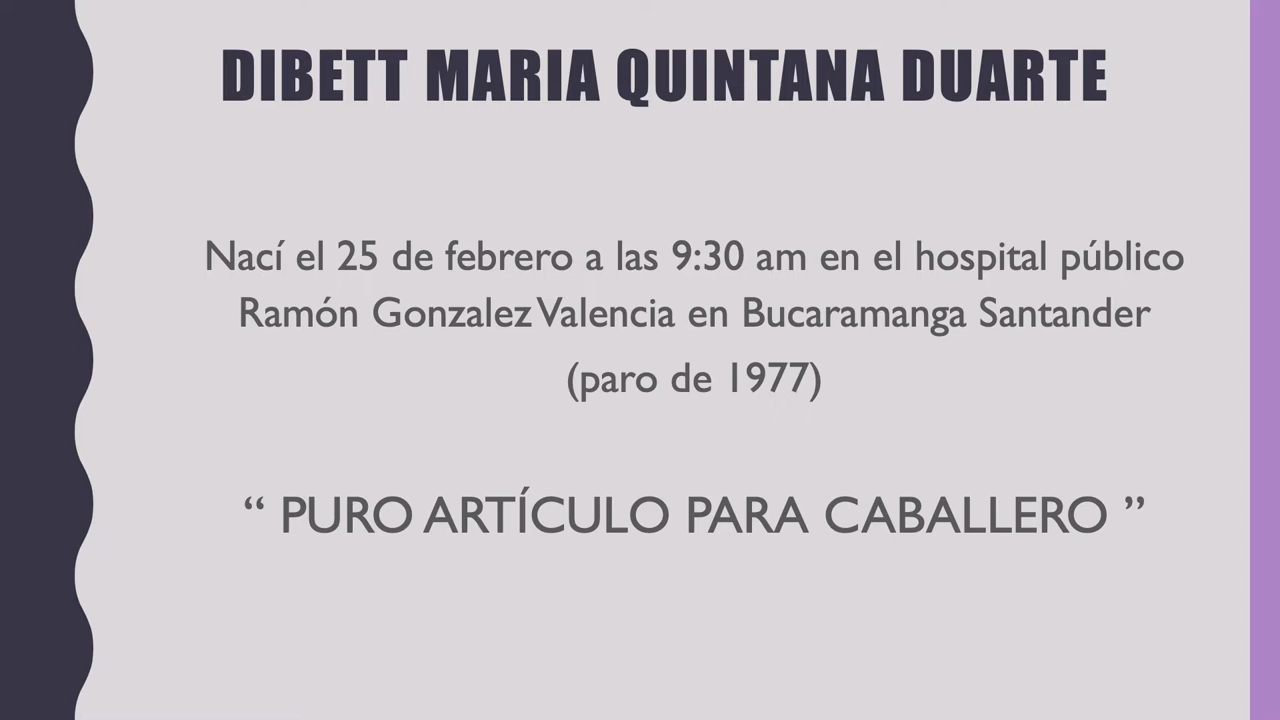 DIBETT MARIA QUINTANA DUARTE
Nací el 25 de febrero a las 9:30 am en el hospital público
Ramón Gonzalez Valencia en Bucaramanga Santander
(paro de 1977)
“ PURO ARTÍCULO PARA CABALLERO ”